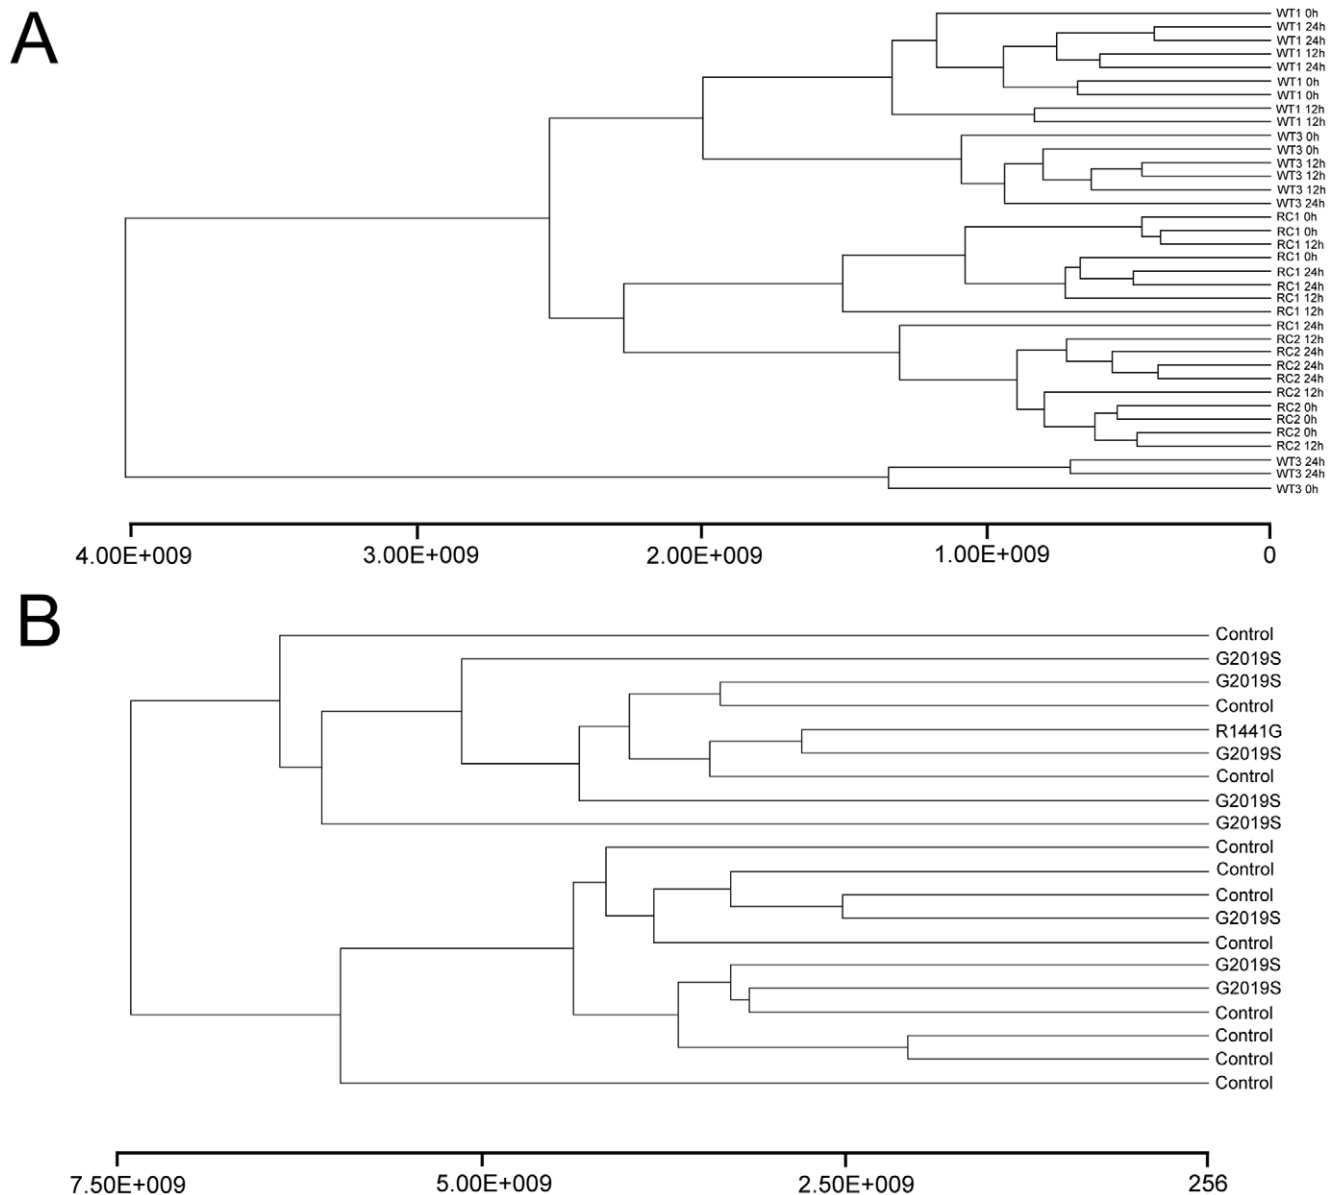 A
WT1 0h
WT1 24h
WT1 24h
WT1 12h
WT1 24h
WT1 0h
WT1 0h
WT1 12h
WT1 12h
WT3 0h
WT3 0h
WT3 12h
WT3 12h
WT3 12h
WT3 24h
RC1 0h
RC1 0h
RC1 12h
RC1 0h
RC1 24h
RC1 24h
RC1 12h
RC1 12h
RC1 24h
RC2 12h
RC2 24h
RC2 24h
RC2 24h
RC2 12h
RC2 0h
RC2 0h
RC2 0h
RC2 12h
WT3 24h
WT3 24h
WT3 0h
4.00E+009 3.00E+009 2.00E+009 1.00E+009 0
B
Control
G2019S
G2019S
Control
R1441G
G2019S
Control
G2019S
G2019S
Control
Control
Control
G2019S
Control
G2019S
G2019S
Control
Control
Control
Control
7.50E+009 5.00E+009 2.50E+009 256